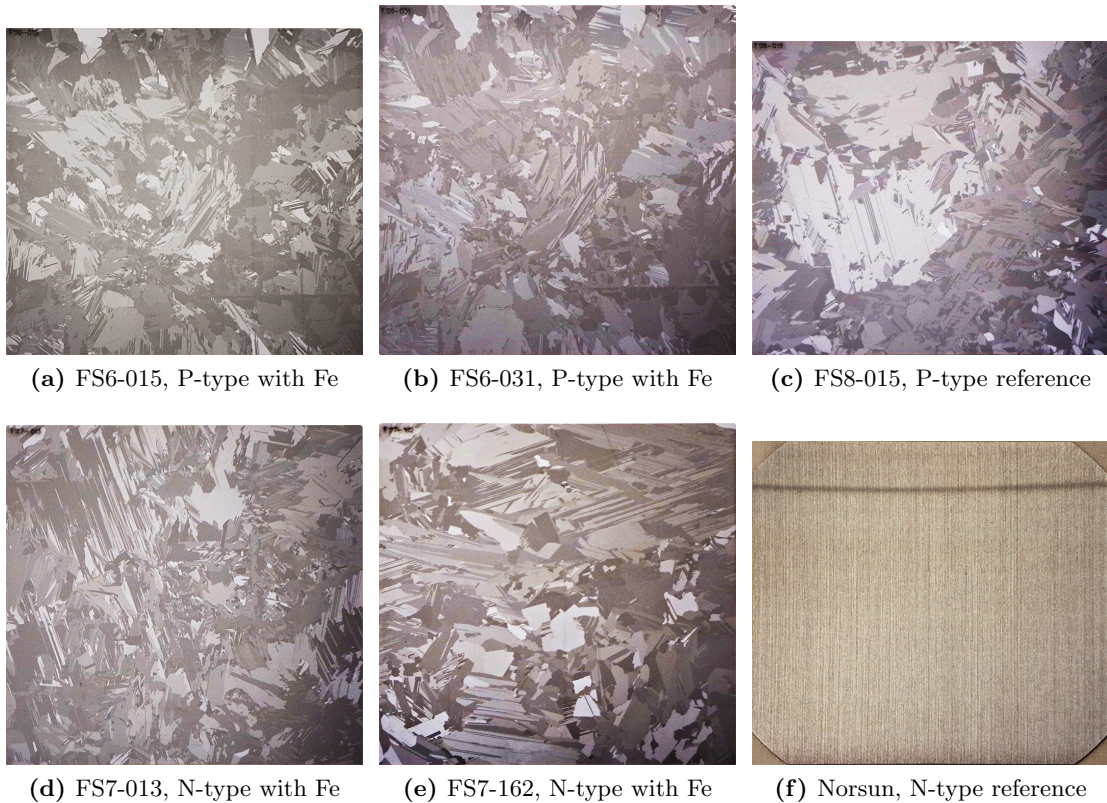 (a) FS6-015, P-type with Fe
(b) FS6-031, P-type with Fe
(c) FS8-015, P-type reference
(d) FS7-013, N-type with Fe
(e) FS7-162, N-type with Fe
(f) Norsun, N-type reference